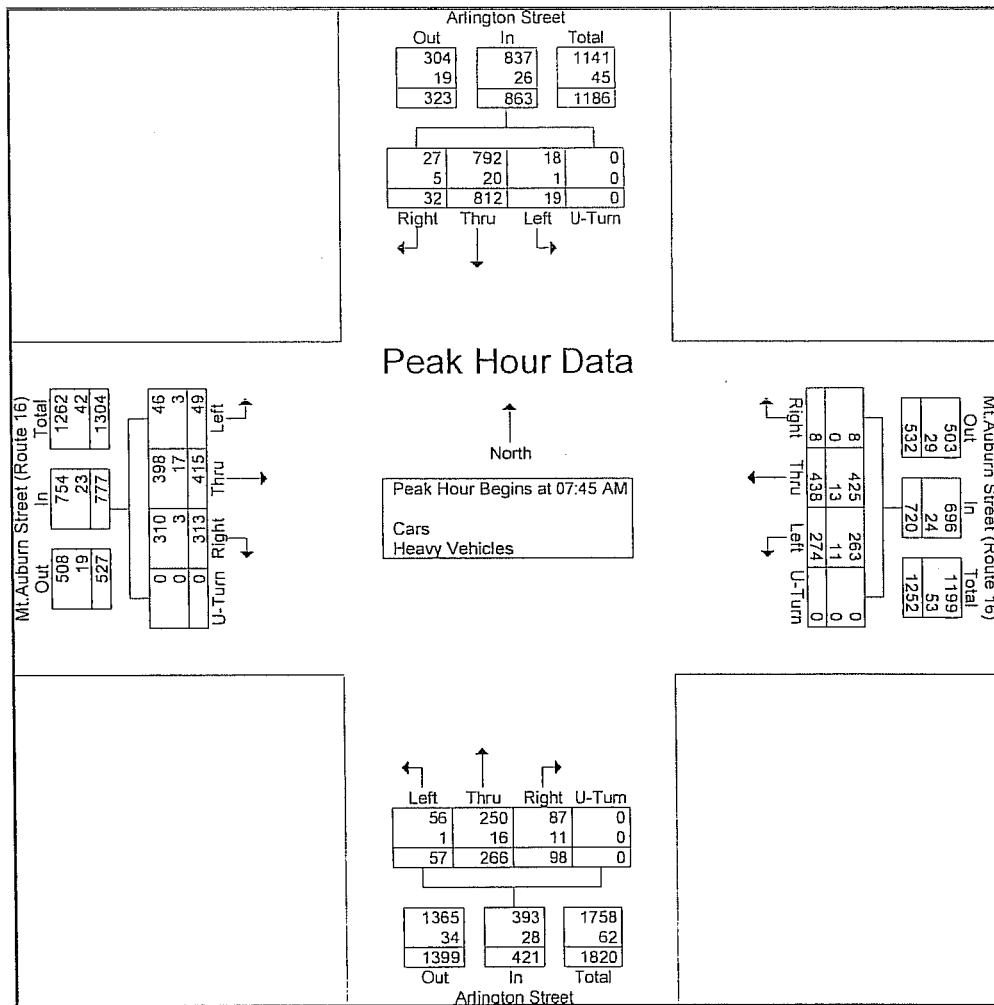 Arlington Street
Out In Total
304 837 1141
19 26 45
323 863 1186
27 792 18 0
5 20 1 0
32 812 19 0
Right Thru Left U-Turn
Peak Hour Data
North
Peak Hour Begins at 07:45 AM
Cars
Heavy Vehicles
Mt.Auburn Street (Route 16)
Out In Total
508 754 1262
19 23 42
527 777 1304
Left Thru Right U-Turn
46 398 310 0
3 17 3 0
49 415 313 0
Mt.Auburn Street (Route 16)
Out In Total
503 696 1199
29 24 53
532 720 1252
Right Thru Left U-Turn
8 425 263 0
0 13 11 0
8 438 274 0
Left Thru Right U-Turn
56 250 87 0
1 16 11 0
57 266 98 0
1365 393 1758
34 28 62
1399 421 1820
Out In Total
Arlington Street